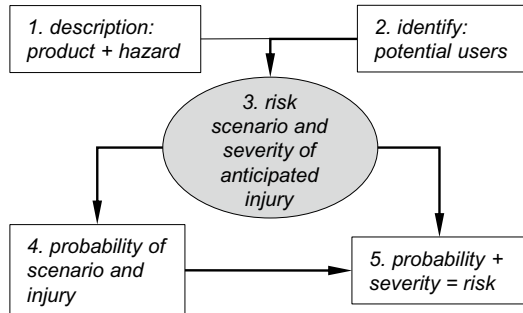 1. description:
product + hazard
2. identify:
potential users
3. risk
scenario and
severity of
anticipated
injury
4. probability of
scenario and
injury
5. probability +
severity = risk